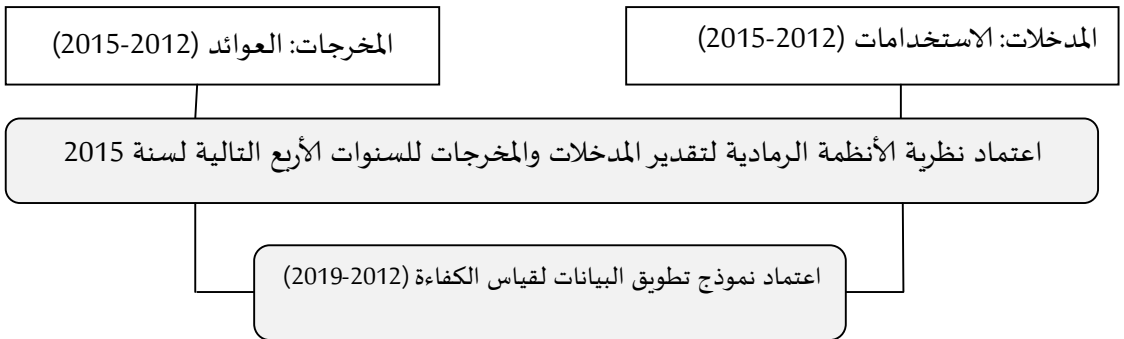 المدخلات: الاستخدامات (2012-2015)
المخرجات: العوائد (2012-2015)
اعتماد نظرية الأنظمة الرمادية لتقدير المدخلات والمخرجات للسنوات الأربع التالية لسنة 2015
اعتماد نموذج تطويق البيانات لقياس الكفاءة (2012-2019)